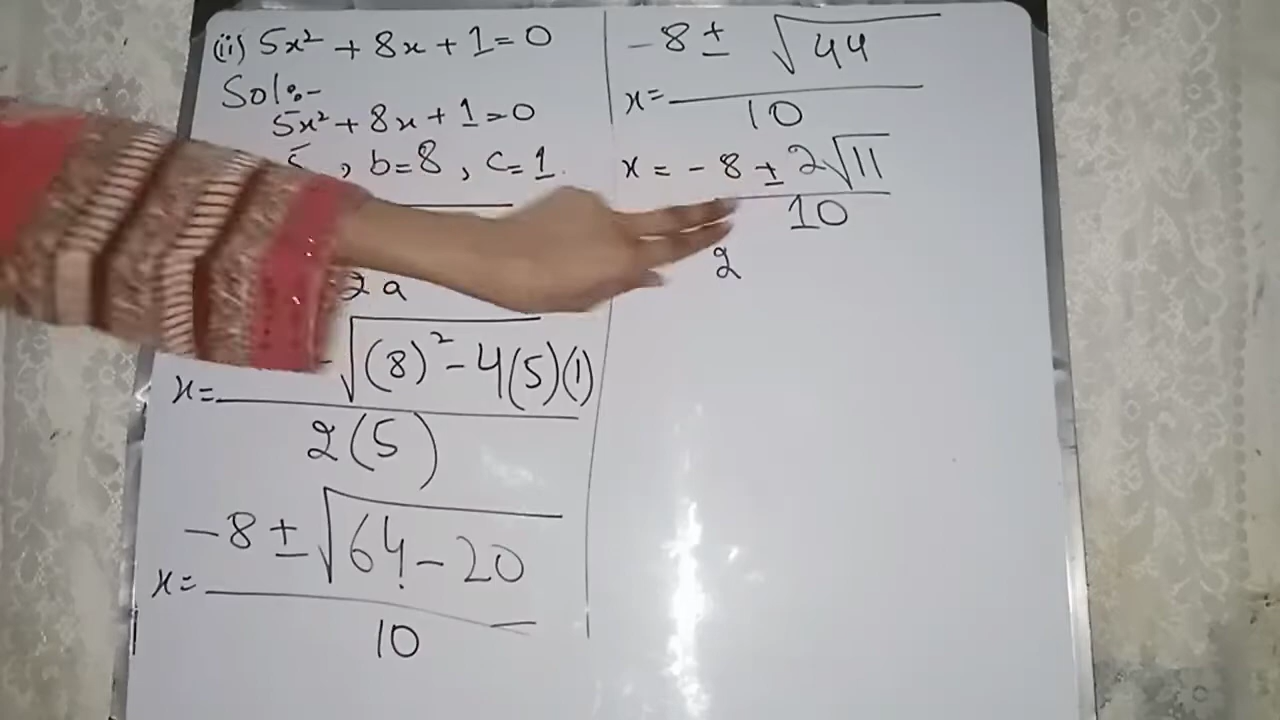 (ii) 5x² + 8x + 1 = 0
Sol:-
5x² + 8x + 1 = 0
5, b=8, c=1.
2a
x = √(8)² - 4(5)(1)
2(5)
-8 ± √64 - 20
x =
10
-8 ± √44
x =
10
x = -8 ± 2√11
10
2